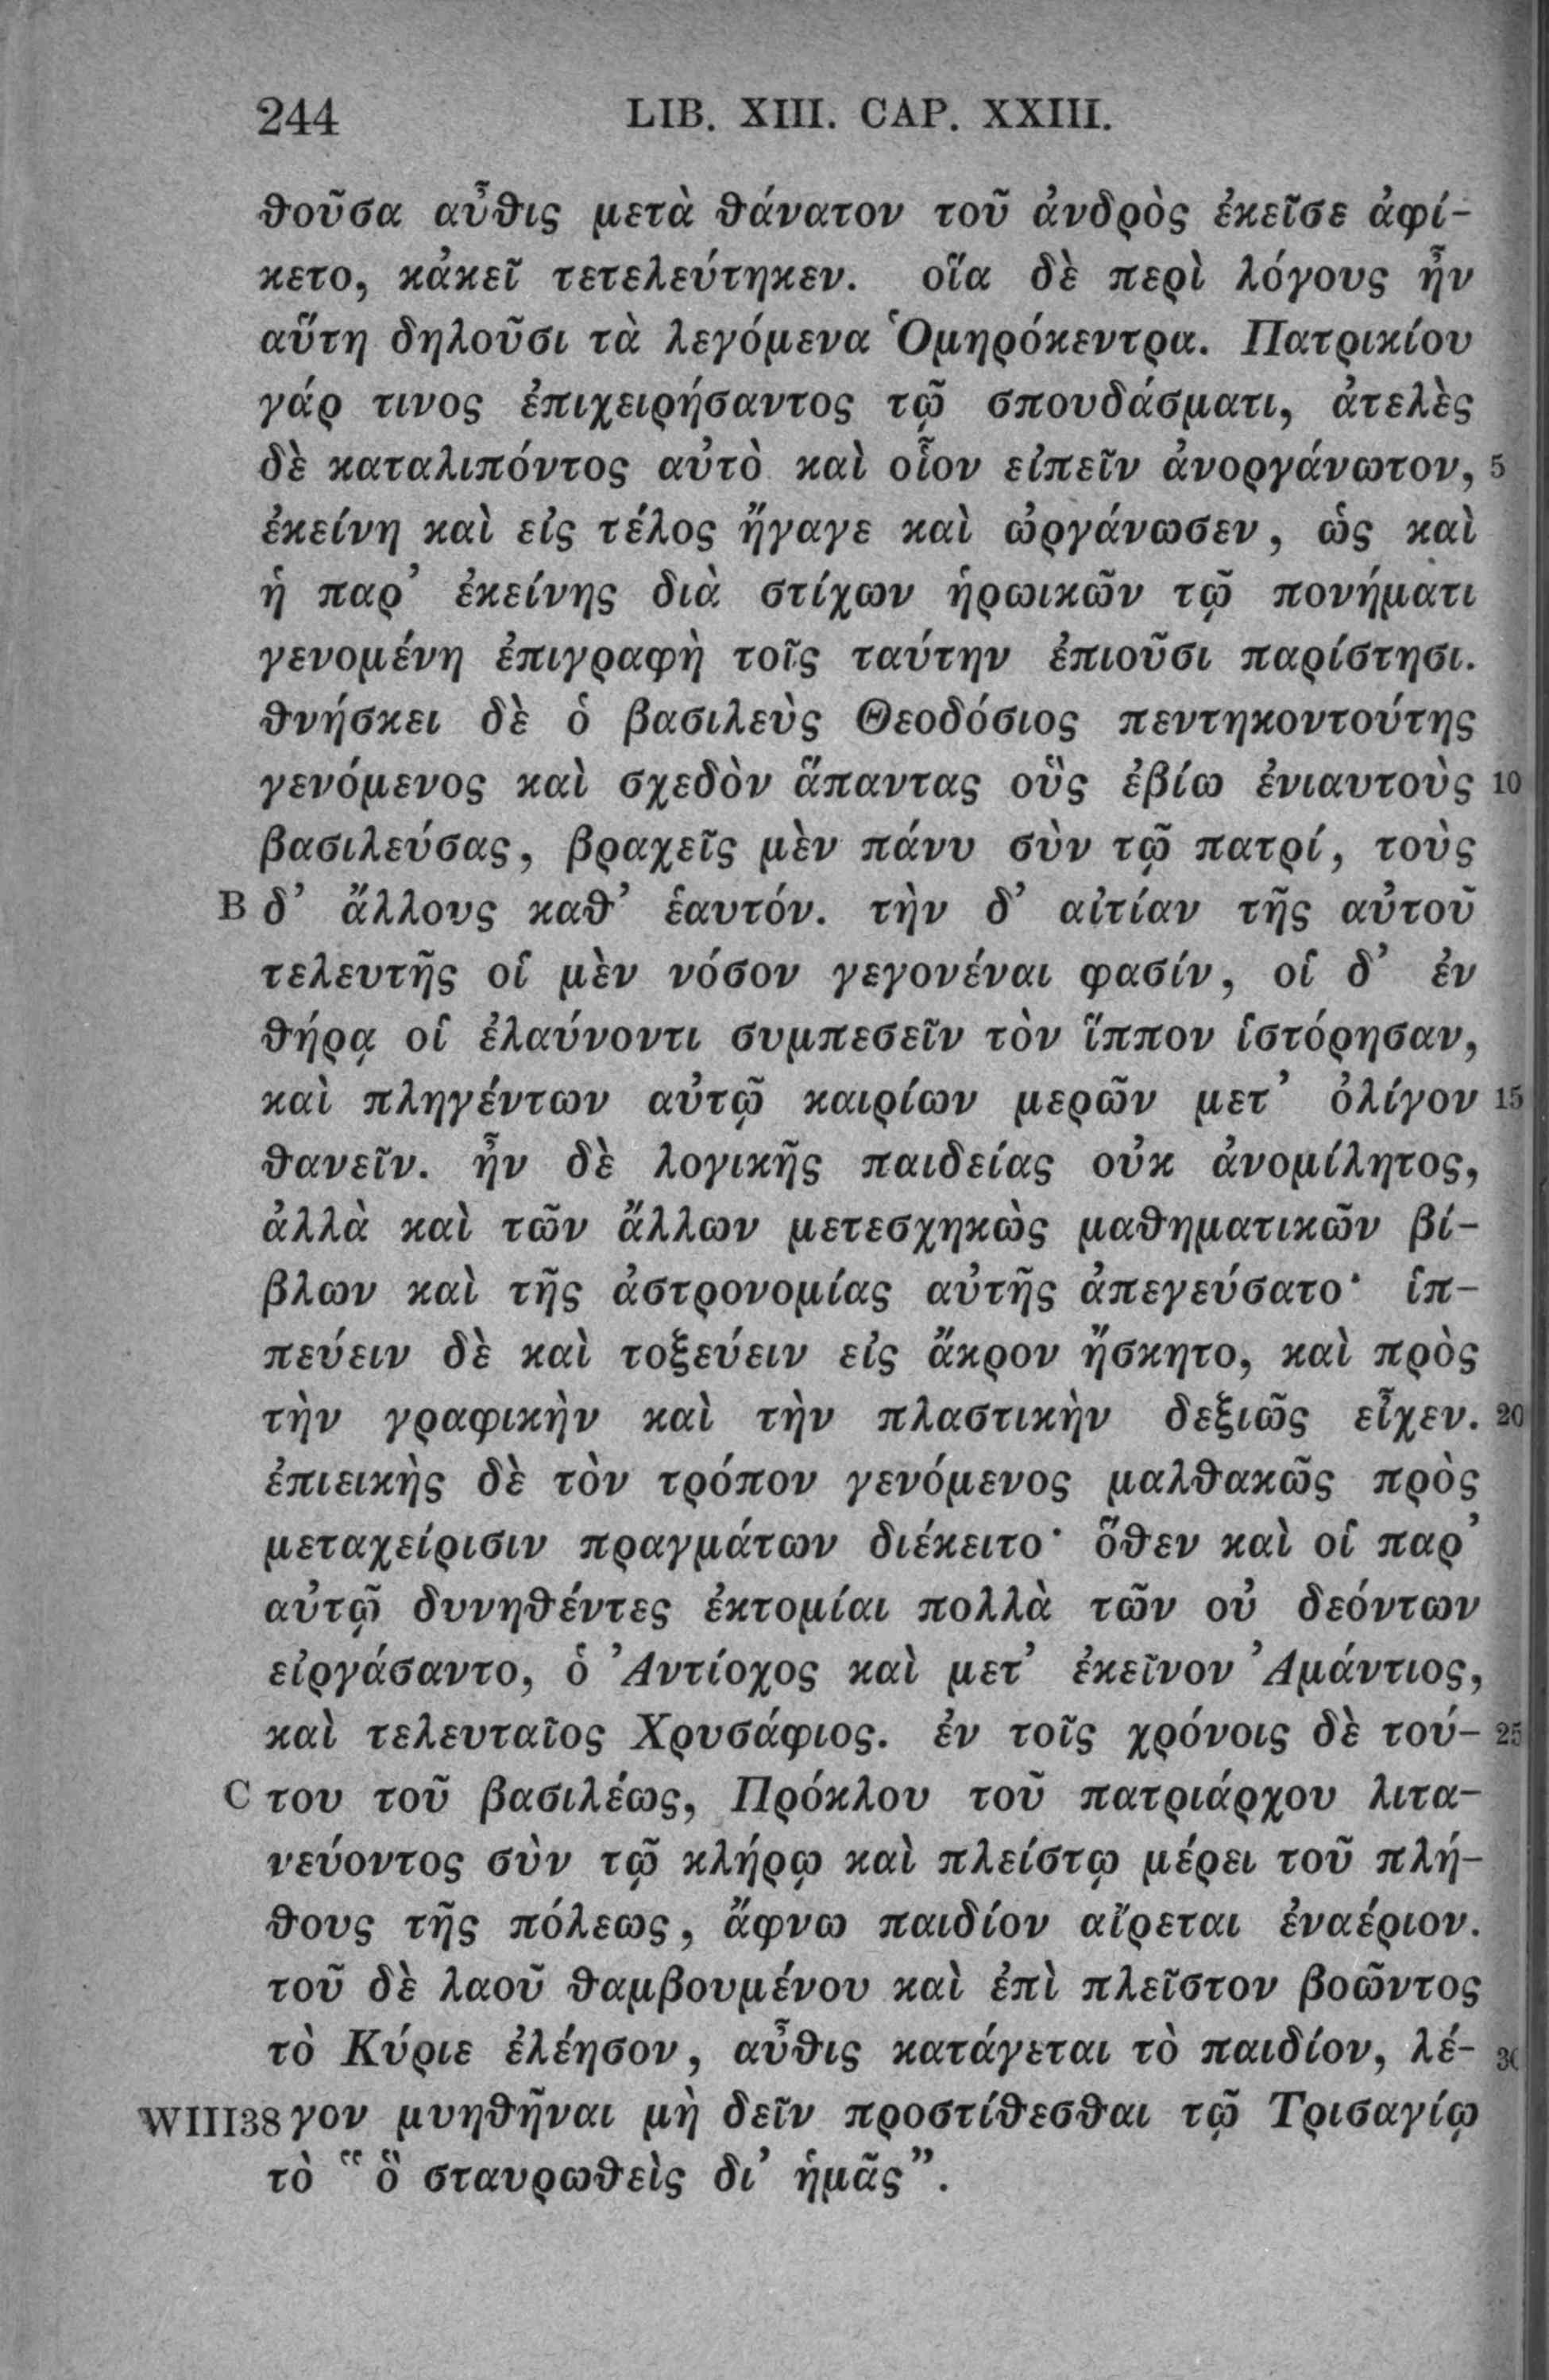 244 LIB. XIII. CAP. XXIII.
θοῦσα αὖθις μετὰ θάνατον τοῦ ἀνδρὸς ἐκεῖσε ἀφί-
κετο, κἀκεῖ τετελεύτηκεν. οἵα δὲ περὶ λόγους ἦν
αὕτη δηλοῦσι τὰ λεγόμενα Ὁμηρόκεντρα. Πατρικίου
γάρ τινος ἐπιχειρήσαντος τῷ σπουδάσματι, ἀτελὲς
δὲ καταλιπόντος αὐτὸ καὶ οἷον εἰπεῖν ἀνοργάνωτον, 5
ἐκείνη καὶ εἰς τέλος ἤγαγε καὶ ὠργάνωσεν, ὡς καὶ
ἡ παρ’ ἐκείνης διὰ στίχων ἡρωικῶν τῷ πονήματι
γενομένη ἐπιγραφὴ τοῖς ταύτην ἐπιοῦσι παρίστησι.
θνήσκει δὲ ὁ βασιλεὺς Θεοδόσιος πεντηκοντούτης
γενόμενος καὶ σχεδὸν ἅπαντας οὓς ἐβίω ἐνιαυτοὺς 10
βασιλεύσας, βραχεῖς μὲν πάνυ σὺν τῷ πατρί, τοὺς
B δ’ ἄλλους καθ’ ἑαυτόν. τὴν δ’ αἰτίαν τῆς αὐτοῦ
τελευτῆς οἱ μὲν νόσον γεγονέναι φασίν, οἱ δ’ ἐν
θήρᾳ οἱ ἐλαύνοντι συμπεσεῖν τὸν ἵππον ἱστόρησαν,
καὶ πληγέντων αὐτῷ καιρίων μερῶν μετ’ ὀλίγον 15
θανεῖν. ἦν δὲ λογικῆς παιδείας οὐκ ἀνομίλητος,
ἀλλὰ καὶ τῶν ἄλλων μετεσχηκὼς μαθηματικῶν βί-
βλων καὶ τῆς ἀστρονομίας αὐτῆς ἀπεγεύσατο· ἱπ-
πεύειν δὲ καὶ τοξεύειν εἰς ἄκρον ἤσκητο, καὶ πρὸς
τὴν γραφικὴν καὶ τὴν πλαστικὴν δεξιῶς εἶχεν. 20
ἐπιεικὴς δὲ τὸν τρόπον γενόμενος μαλθακῶς πρὸς
μεταχείρισιν πραγμάτων διέκειτο· ὅθεν καὶ οἱ παρ’
αὐτῷ δυνηθέντες ἐκτομίαι πολλὰ τῶν οὐ δεόντων
εἰργάσαντο, ὁ Ἀντίοχος καὶ μετ’ ἐκεῖνον Ἀμάντιος,
καὶ τελευταῖος Χρυσάφιος. ἐν τοῖς χρόνοις δὲ τού- 25
C του τοῦ βασιλέως, Πρόκλου τοῦ πατριάρχου λιτα-
νεύοντος σὺν τῷ κλήρῳ καὶ πλείστῳ μέρει τοῦ πλή-
θους τῆς πόλεως, ἄφνω παιδίον αἴρεται ἐναέριον.
τοῦ δὲ λαοῦ θαμβουμένου καὶ ἐπὶ πλεῖστον βοῶντος
τὸ Κύριε ἐλέησον, αὖθις κατάγεται τὸ παιδίον, λέ- 30
WIII38 γον μυηθῆναι μὴ δεῖν προστίθεσθαι τῷ Τρισαγίῳ
τὸ “ ὃ σταυρωθεὶς δι’ ἡμᾶς”.